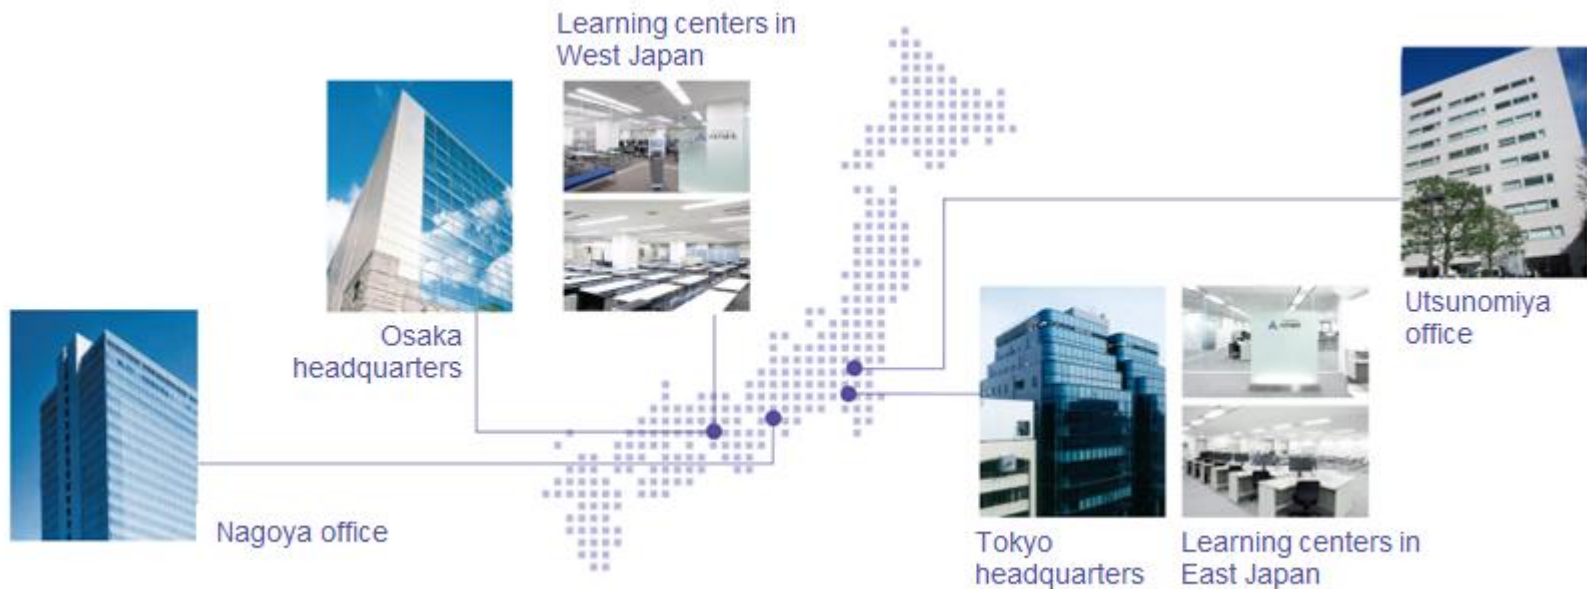 Learning centers in
West Japan
Osaka
headquarters
Utsunomiya
office
Nagoya office
Tokyo
headquarters
Learning centers in
East Japan